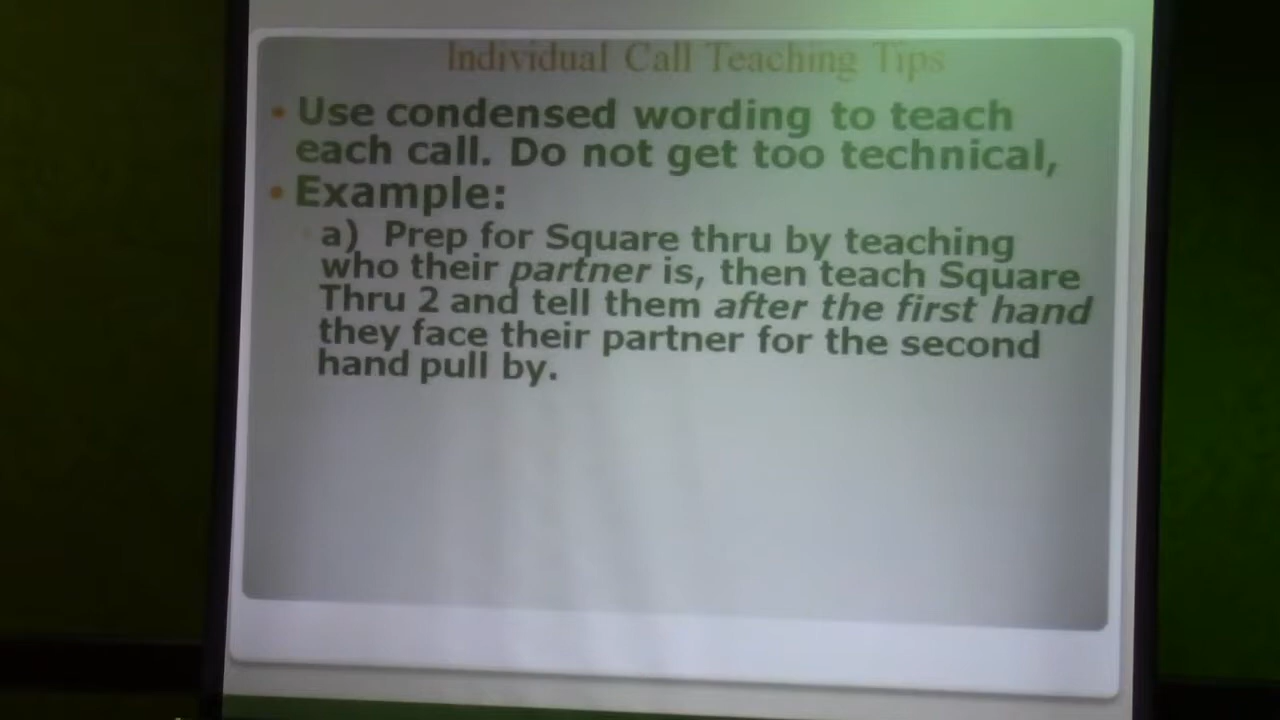 Individual Call Teaching Tips
• Use condensed wording to teach
each call. Do not get too technical,
• Example:
a) Prep for Square thru by teaching
who their partner is, then teach Square
Thru 2 and tell them after the first hand
they face their partner for the second
hand pull by.